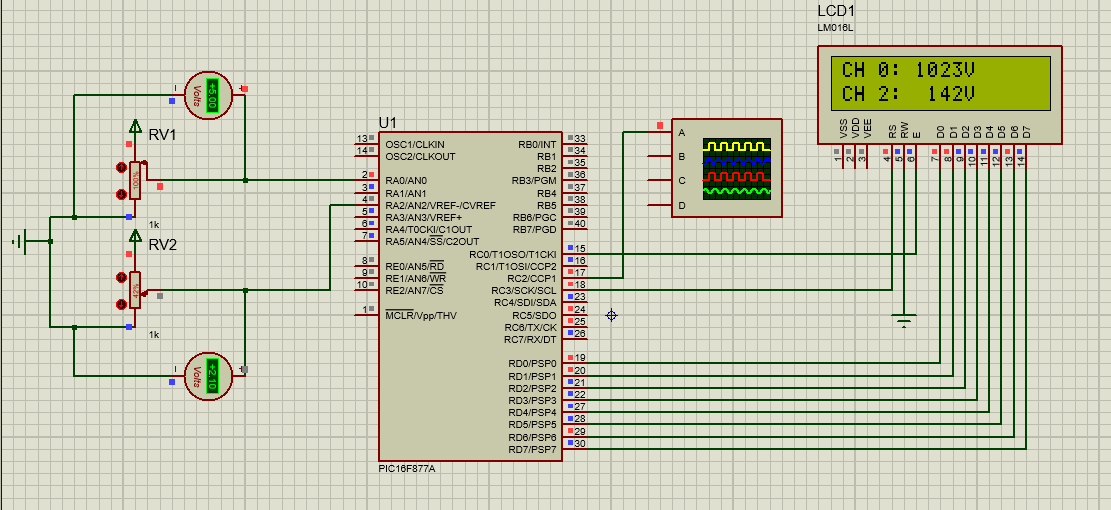 LCD1
LM016L
CH 0: 1023V
CH 2:  142V
VSS
VDD
VEE
RS
RW
E
D0
D1
D2
D3
D4
D5
D6
D7
1
2
3
4
5
6
7
8
9
10
11
12
13
14
+5.00
Volts
RV1
100%
1k
RV2
42%
1k
+2.10
Volts
U1
13 OSC1/CLKIN
14 OSC2/CLKOUT
2 RA0/AN0
3 RA1/AN1
4 RA2/AN2/VREF-/CVREF
5 RA3/AN3/VREF+
6 RA4/T0CKI/C1OUT
7 RA5/AN4/SS/C2OUT
8 RE0/AN5/RD
9 RE1/AN6/WR
10 RE2/AN7/CS
1 MCLR/Vpp/THV
RB0/INT 33
RB1 34
RB2 35
RB3/PGM 36
RB4 37
RB5 38
RB6/PGC 39
RB7/PGD 40
RC0/T1OSO/T1CKI 15
RC1/T1OSI/CCP2 16
RC2/CCP1 17
RC3/SCK/SCL 18
RC4/SDI/SDA 23
RC5/SDO 24
RC6/TX/CK 25
RC7/RX/DT 26
RD0/PSP0 19
RD1/PSP1 20
RD2/PSP2 21
RD3/PSP3 22
RD4/PSP4 27
RD5/PSP5 28
RD6/PSP6 29
RD7/PSP7 30
PIC16F877A
A
B
C
D